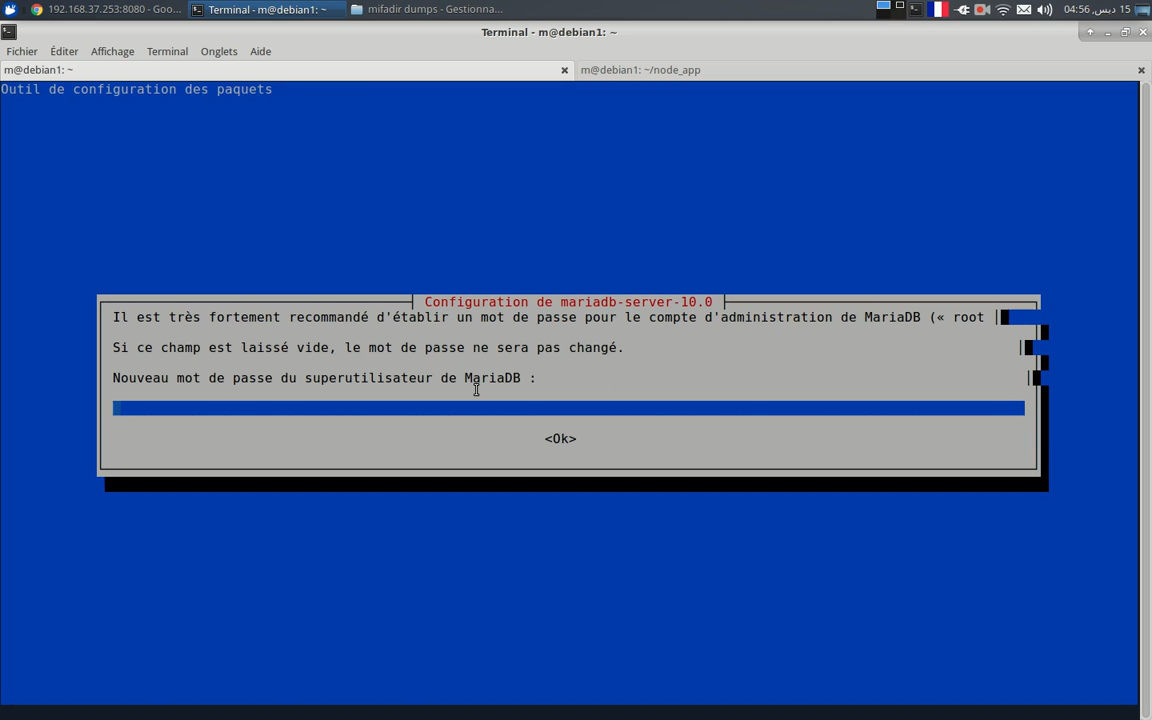 192.168.37.253:8080 - Goo...
Terminal - m@debian1: ~
mifadir dumps - Gestionna...
15 ديس, 04:56
Terminal - m@debian1: ~
Fichier Éditer Affichage Terminal Onglets Aide
m@debian1: ~
m@debian1: ~/node_app
Outil de configuration des paquets
Configuration de mariadb-server-10.0
Il est très fortement recommandé d'établir un mot de passe pour le compte d'administration de MariaDB (« root
Si ce champ est laissé vide, le mot de passe ne sera pas changé.
Nouveau mot de passe du superutilisateur de MariaDB :
<Ok>